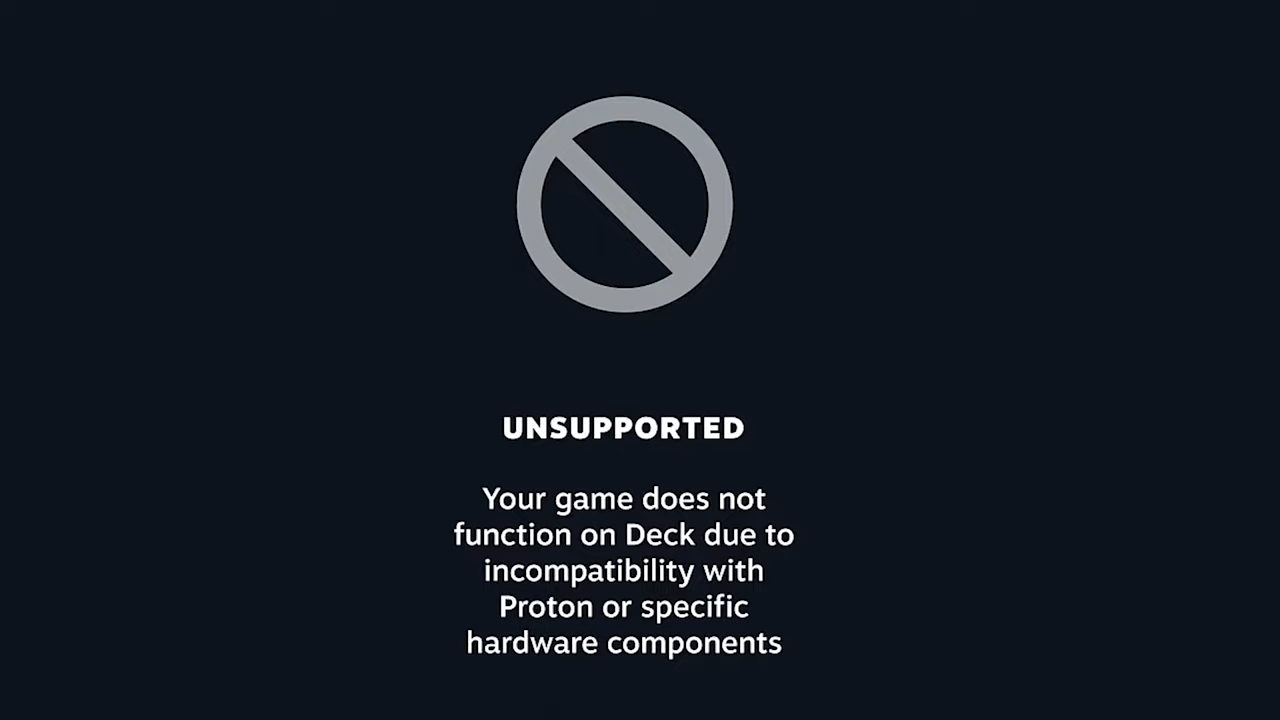 UNSUPPORTED
Your game does not
function on Deck due to
incompatibility with
Proton or specific
hardware components